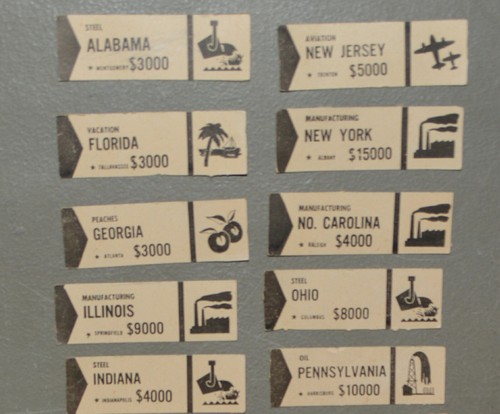 STEEL
ALABAMA
★ MONTGOMERY $3000
VACATION
FLORIDA
★ TALLAHASSEE $3000
PEACHES
GEORGIA
★ ATLANTA $3000
MANUFACTURING
ILLINOIS
★ SPRINGFIELD $9000
STEEL
INDIANA
★ INDIANAPOLIS $4000
AVIATION
NEW JERSEY
★ TRENTON $5000
MANUFACTURING
NEW YORK
★ ALBANY $15000
MANUFACTURING
NO. CAROLINA
★ RALEIGH $4000
STEEL
OHIO
★ COLUMBUS $8000
OIL
PENNSYLVANIA
★ HARRISBURG $10000